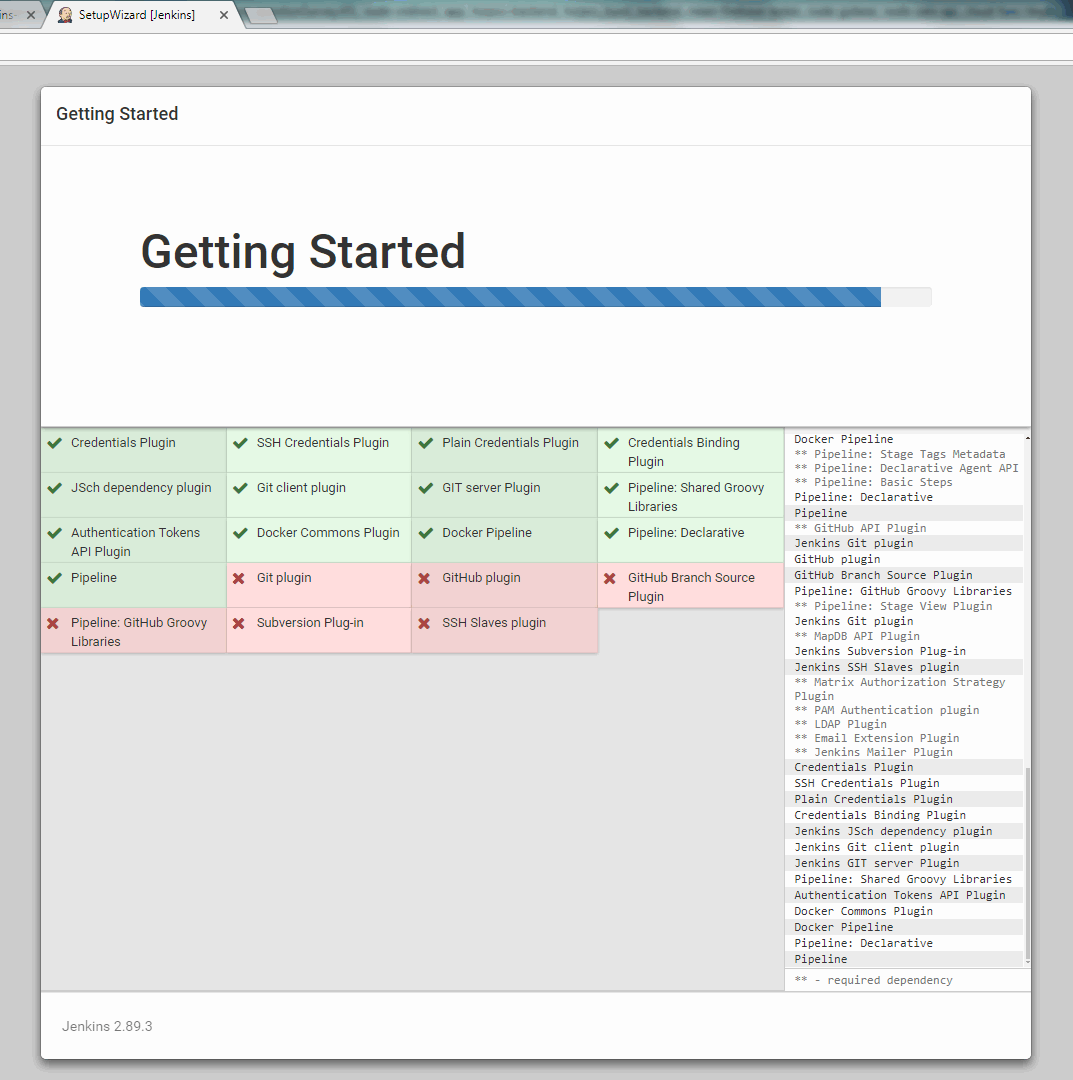 ins-
SetupWizard [Jenkins]
Getting Started
Getting Started
Credentials Plugin
SSH Credentials Plugin
Plain Credentials Plugin
Credentials Binding
Plugin
JSch dependency plugin
Git client plugin
GIT server Plugin
Pipeline: Shared Groovy
Libraries
Authentication Tokens
API Plugin
Docker Commons Plugin
Docker Pipeline
Pipeline: Declarative
Pipeline
Git plugin
GitHub plugin
GitHub Branch Source
Plugin
Pipeline: GitHub Groovy
Libraries
Subversion Plug-in
SSH Slaves plugin
Docker Pipeline
** Pipeline: Stage Tags Metadata
** Pipeline: Declarative Agent API
** Pipeline: Basic Steps
Pipeline: Declarative
Pipeline
** GitHub API Plugin
Jenkins Git plugin
GitHub plugin
GitHub Branch Source Plugin
Pipeline: GitHub Groovy Libraries
** Pipeline: Stage View Plugin
Jenkins Git plugin
** MapDB API Plugin
Jenkins Subversion Plug-in
Jenkins SSH Slaves plugin
** Matrix Authorization Strategy
Plugin
** PAM Authentication plugin
** LDAP Plugin
** Email Extension Plugin
** Jenkins Mailer Plugin
Credentials Plugin
SSH Credentials Plugin
Plain Credentials Plugin
Credentials Binding Plugin
Jenkins JSch dependency plugin
Jenkins Git client plugin
Jenkins GIT server Plugin
Pipeline: Shared Groovy Libraries
Authentication Tokens API Plugin
Docker Commons Plugin
Docker Pipeline
Pipeline: Declarative
Pipeline
** - required dependency
Jenkins 2.89.3